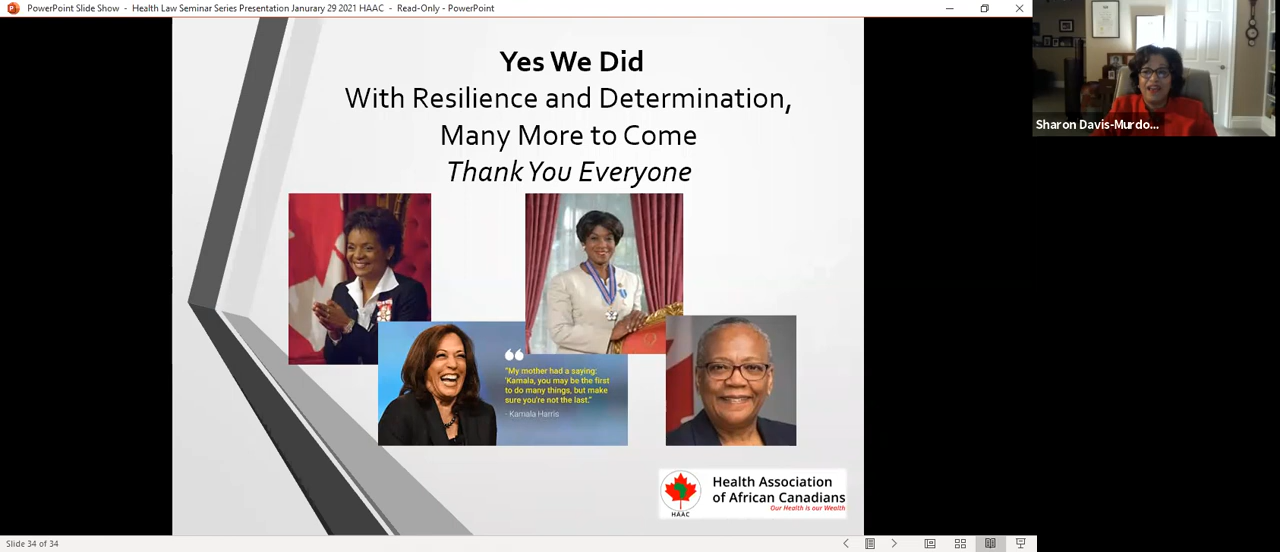 PowerPoint Slide Show - Health Law Seminar Series Presentation Janurary 29 2021 HAAC - Read-Only - PowerPoint
Yes We Did
With Resilience and Determination,
Many More to Come
Thank You Everyone
"My mother had a saying:
'Kamala, you may be the first
to do many things, but make
sure you're not the last."
- Kamala Harris
Health Association
of African Canadians
Our Health is our Wealth
HAAC
Sharon Davis-Murdo...
Slide 34 of 34